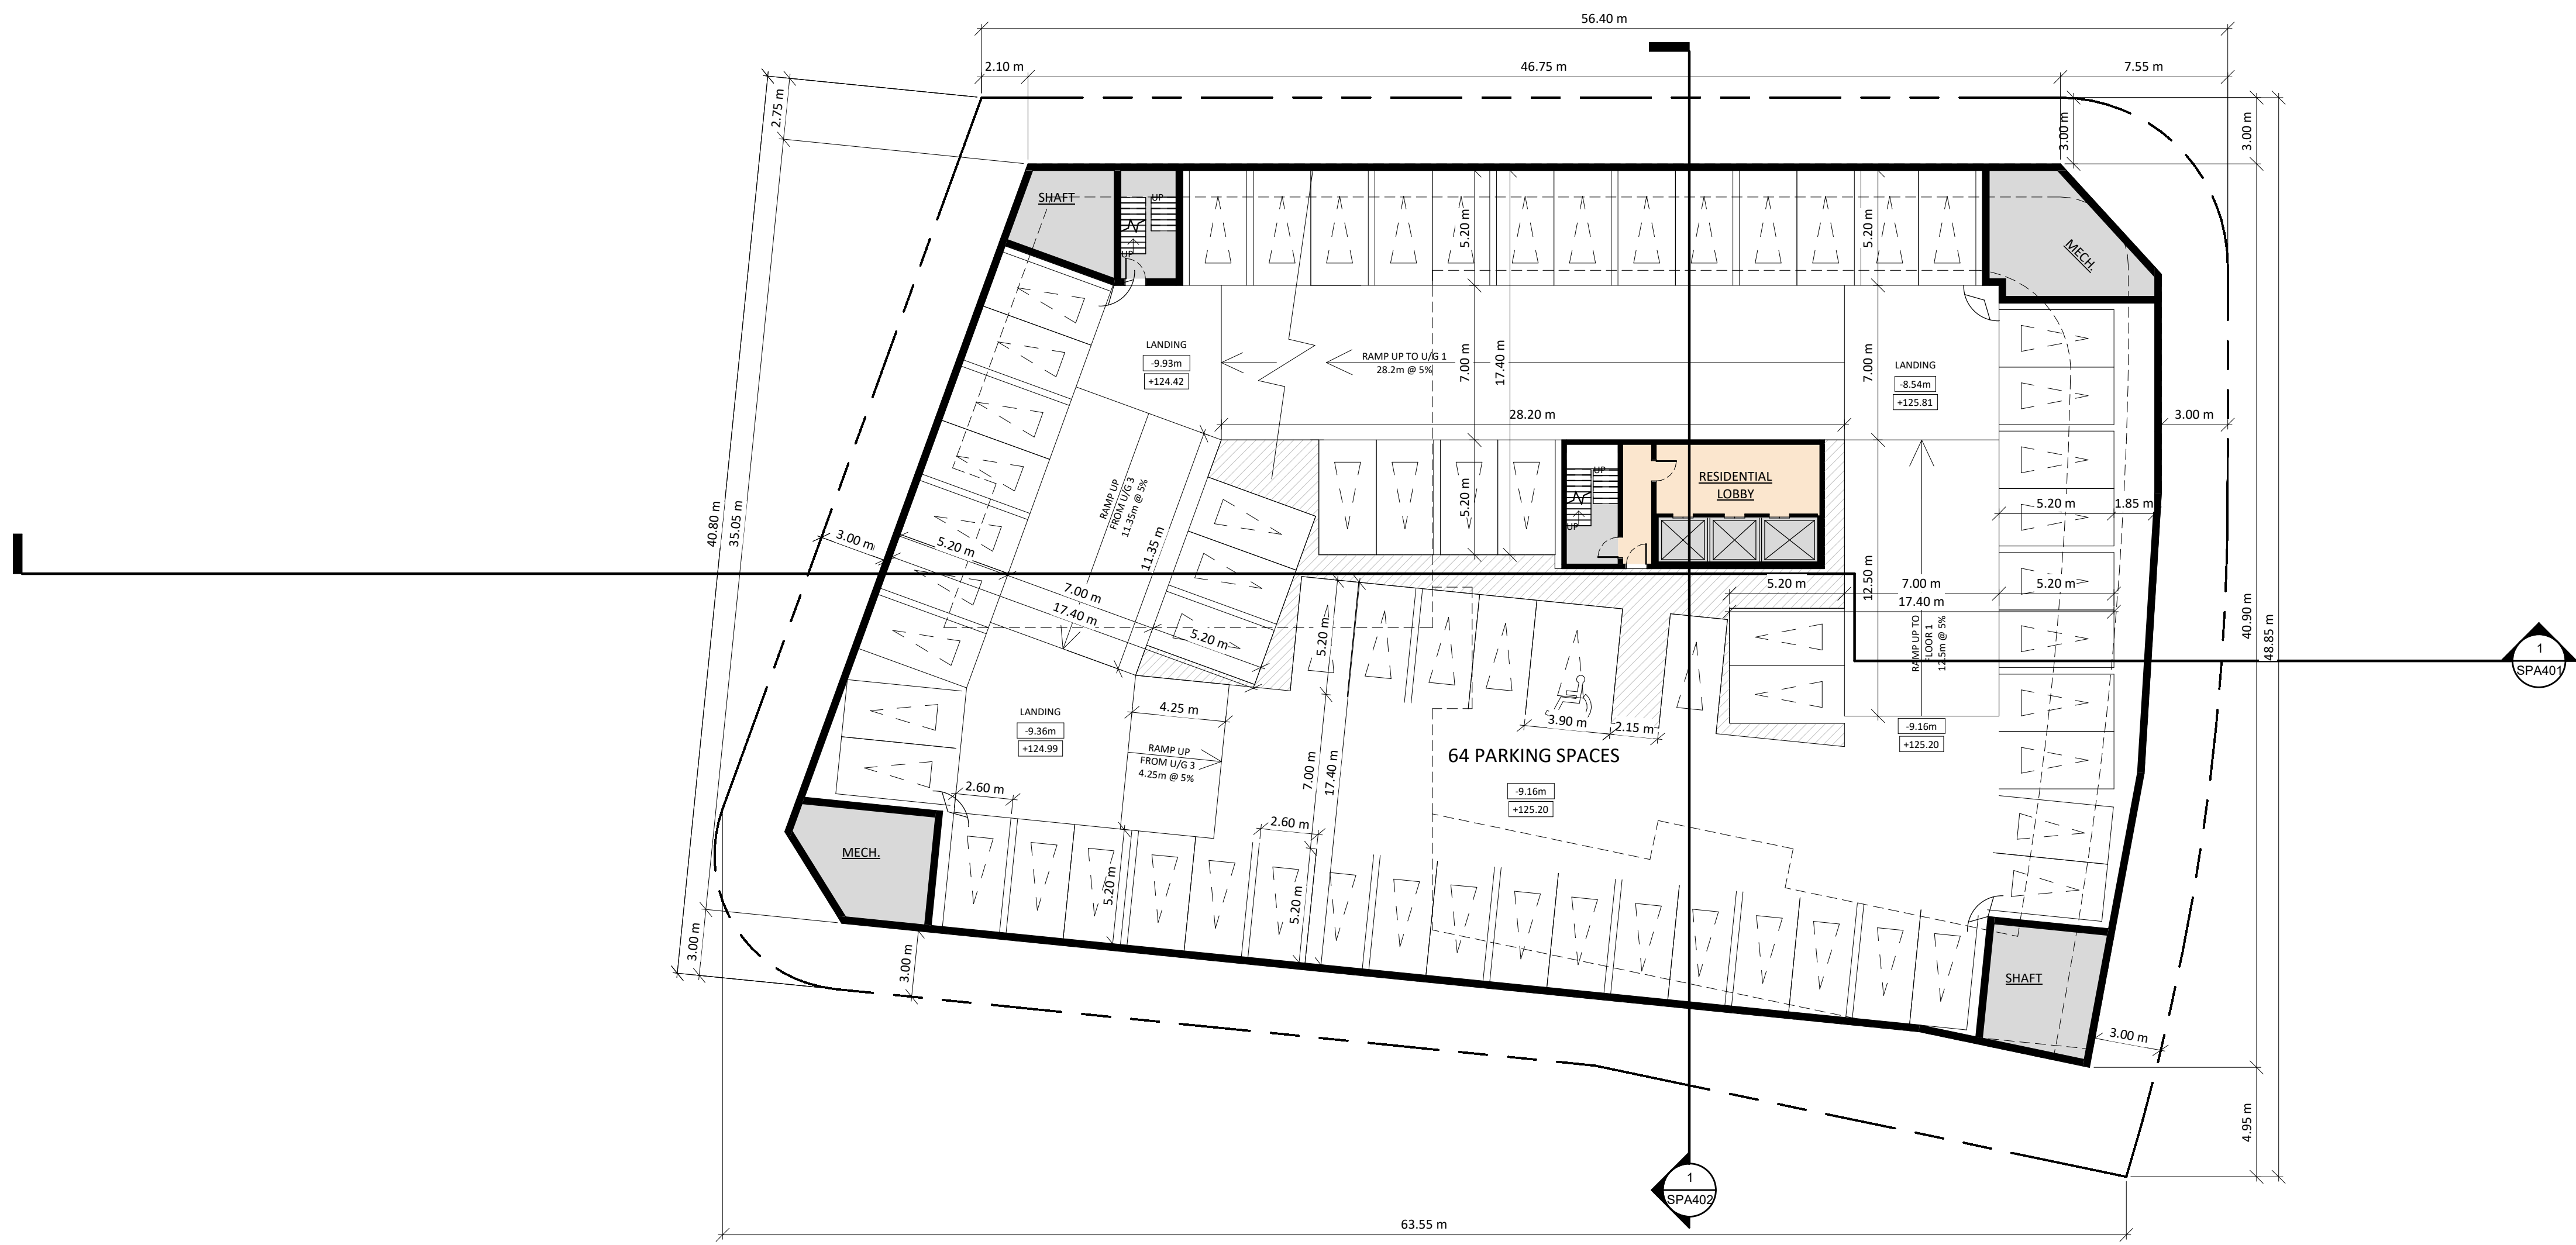 56.40 m
2.10 m
46.75 m
7.55 m
2.75 m
3.00 m
3.00 m
SHAFT
UP
UP
5.20 m
5.20 m
MECH.
LANDING
-9.93m
+124.42
RAMP UP TO U/G 1
28.2m @ 5%
7.00 m
17.40 m
7.00 m
LANDING
-8.54m
+125.81
28.20 m
3.00 m
RAMP UP
FROM U/G 3
11.35m @ 5%
11.35 m
5.20 m
UP
UP
RESIDENTIAL
LOBBY
5.20 m
1.85 m
40.80 m
35.05 m
3.00 m
5.20 m
7.00 m
17.40 m
5.20 m
5.20 m
12.50 m
5.20 m
7.00 m
5.20 m
17.40 m
RAMP UP TO
FLOOR 1
12.5m @ 5%
40.90 m
48.85 m
1
SPA401
LANDING
-9.36m
+124.99
4.25 m
RAMP UP
FROM U/G 3
4.25m @ 5%
3.90 m
2.15 m
-9.16m
+125.20
64 PARKING SPACES
7.00 m
17.40 m
-9.16m
+125.20
2.60 m
2.60 m
MECH.
5.20 m
5.20 m
3.00 m
3.00 m
SHAFT
3.00 m
4.95 m
1
SPA402
63.55 m